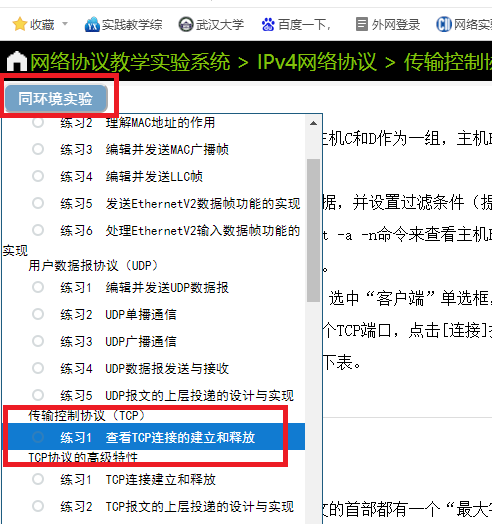 收藏 实践教学综 武汉大学 百度一下, 外网登录 网络实
网络协议教学实验系统 > IPv4网络协议 > 传输控制协
同环境实验
练习2 理解MAC地址的作用
主机C和D作为一组，主机E
练习3 编辑并发送MAC广播帧
练习4 编辑并发送LLC帧
据，并设置过滤条件（提
练习5 发送EthernetV2数据帧功能的实现
t -a -n命令来查看主机
练习6 处理EthernetV2输入数据帧功能的
实现
。
用户数据报协议（UDP）
练习1 编辑并发送UDP数据报
选中“客户端”单选框，
练习2 UDP单播通信
个TCP端口，点击[连接]
练习3 UDP广播通信
下表。
练习4 UDP数据报发送与接收
练习5 UDP报文的上层投递的设计与实现
传输控制协议（TCP）
练习1 查看TCP连接的建立和释放
TCP协议的高级特性
练习1 TCP连接建立和释放
练习2 TCP报文的上层投递的设计与实现
文的首部都有一个“最大